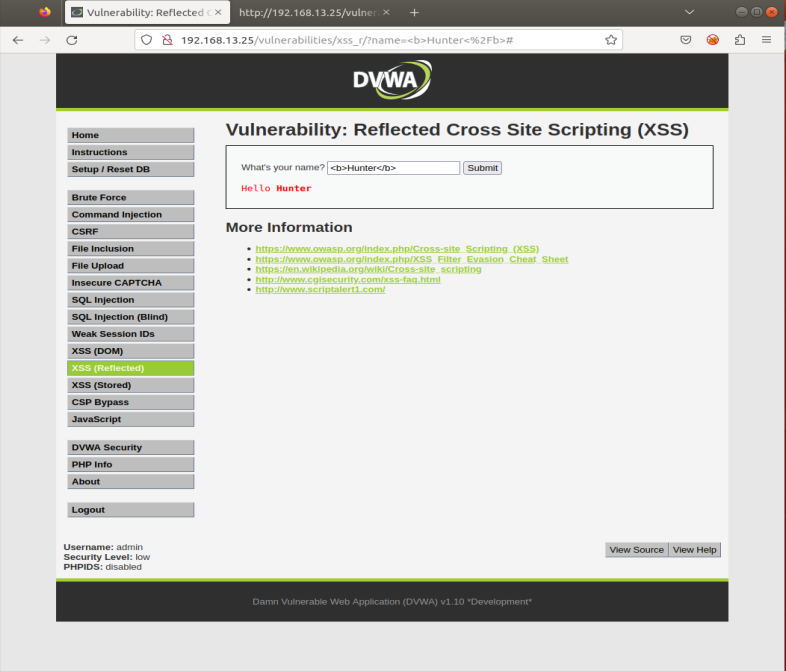 Vulnerability: Reflected C
http://192.168.13.25/vulner
192.168.13.25/vulnerabilities/xss_r/?name=<b>Hunter<%2Fb>#
DVWA
Home
Instructions
Setup / Reset DB
Brute Force
Command Injection
CSRF
File Inclusion
File Upload
Insecure CAPTCHA
SQL Injection
SQL Injection (Blind)
Weak Session IDs
XSS (DOM)
XSS (Reflected)
XSS (Stored)
CSP Bypass
JavaScript
DVWA Security
PHP Info
About
Logout
Vulnerability: Reflected Cross Site Scripting (XSS)
What's your name? <b>Hunter</b> Submit
Hello Hunter
More Information
https://www.owasp.org/index.php/Cross-site_Scripting_(XSS)
https://www.owasp.org/index.php/XSS_Filter_Evasion_Cheat_Sheet
https://en.wikipedia.org/wiki/Cross-site_scripting
http://www.cgisecurity.com/xss-faq.html
http://www.scriptalert1.com/
Username: admin
Security Level: low
PHPIDS: disabled
View Source View Help
Damn Vulnerable Web Application (DVWA) v1.10 *Development*